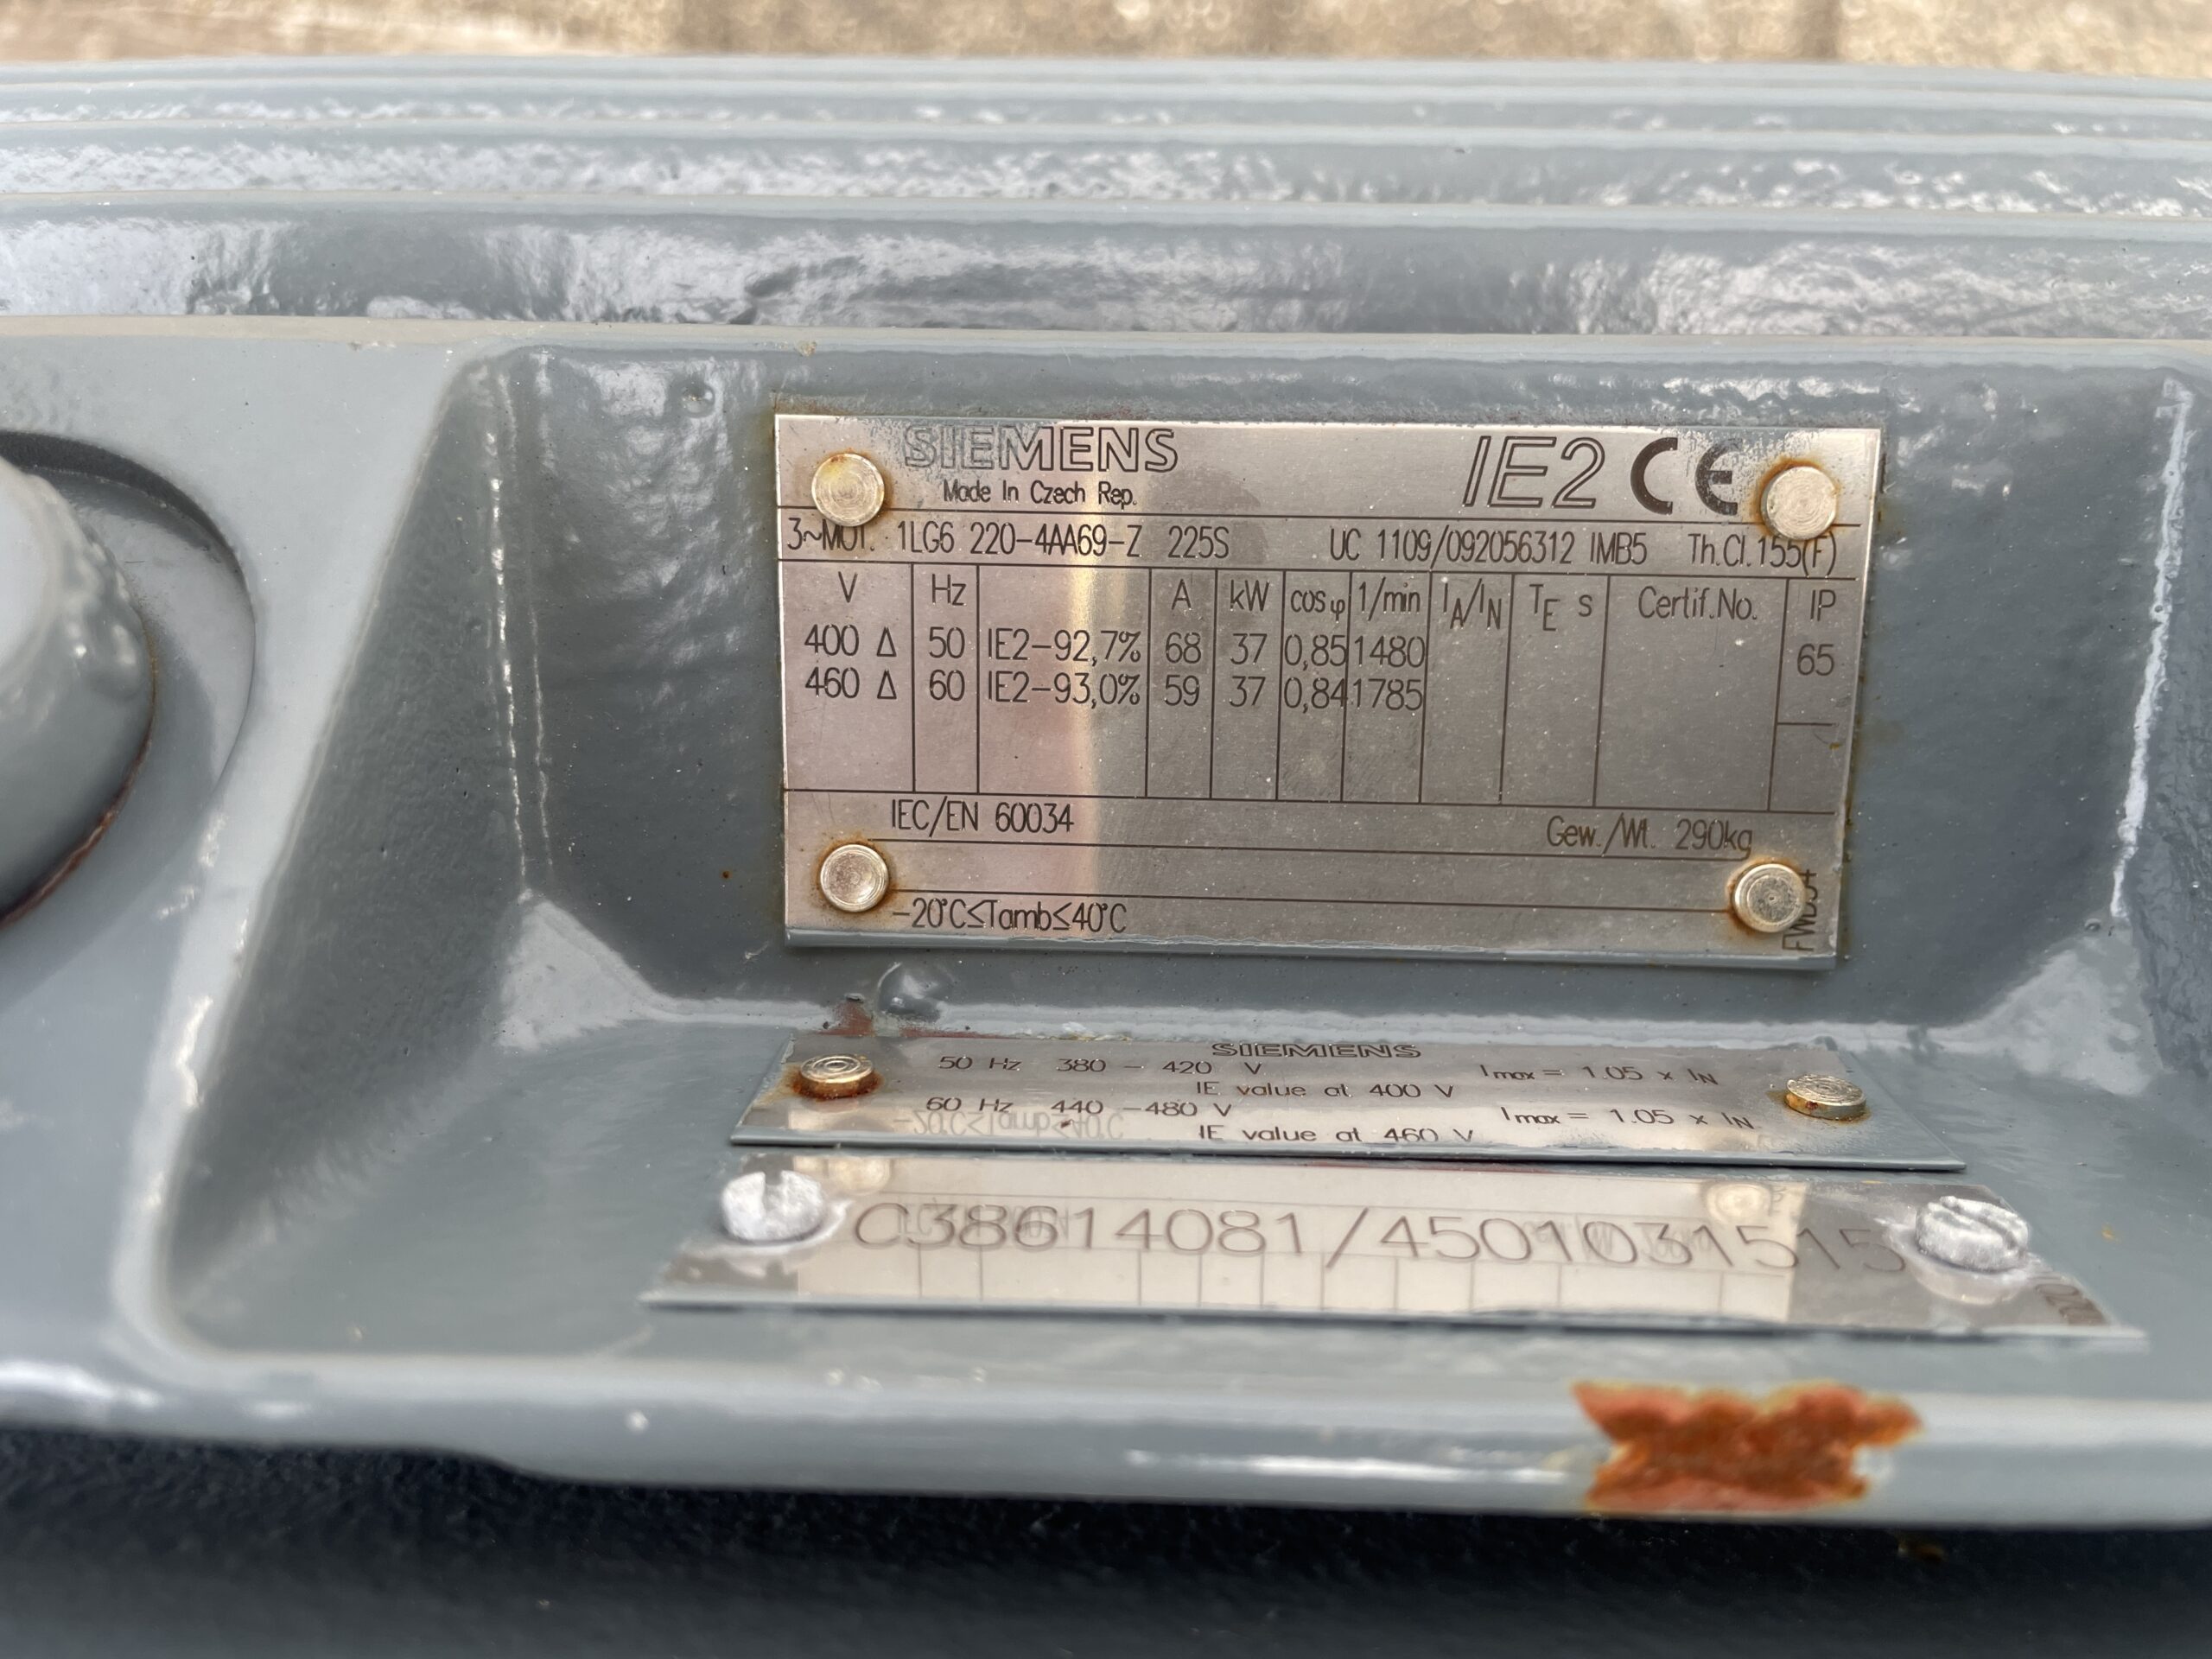 SIEMENS IE2 CE
Made In Czech Rep.
3~MOT. 1LG6 220-4AA69-Z 225S UC 1109/092056312 IMB5 Th.Cl.155(F)
V Hz A kW cosφ 1/min IA/IN TE s Certif.No. IP
400 Δ 50 IE2-92,7% 68 37 0,85 1480 65
460 Δ 60 IE2-93,0% 59 37 0,84 1785
IEC/EN 60034 Gew./Wt. 290kg
-20°C≤Tamb≤40°C
SIEMENS
50 Hz 380 - 420 V Imax = 1.05 x IN
IE value at 400 V
60 Hz 440 -480 V Imax = 1.05 x IN
IE value at 460 V
C38614081/4501031515